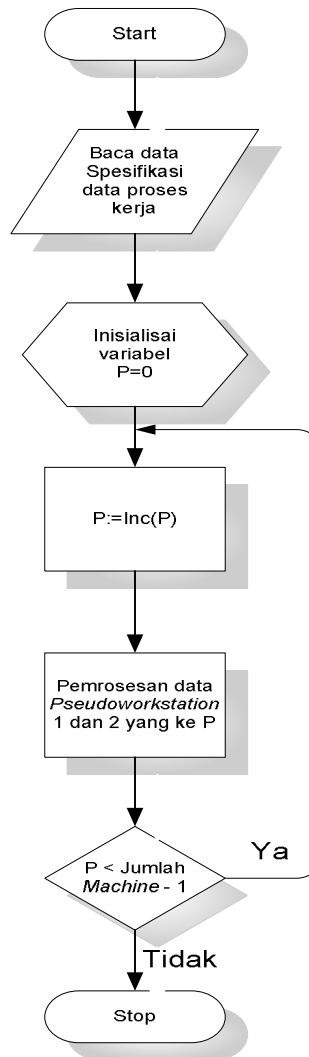 Start
Baca data
Spesifikasi
data proses
kerja
Inisialisai
variabel
P=0
P:=Inc(P)
Pemrosesan data
Pseudoworkstation
1 dan 2 yang ke P
P < Jumlah
Machine - 1
Ya
Tidak
Stop